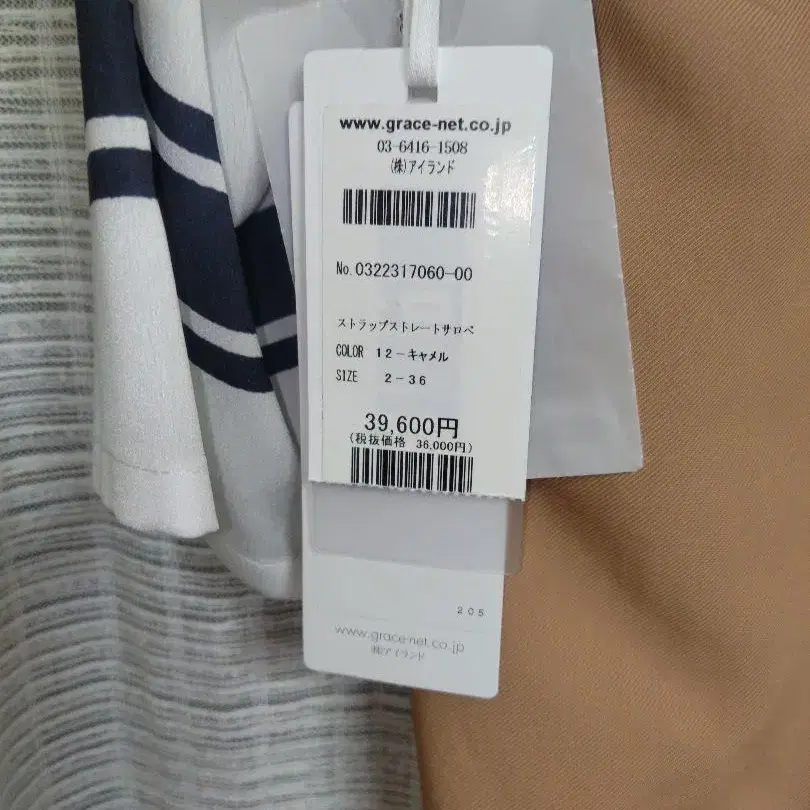 www.grace-net.co.jp
03-6416-1508
(株)アイランド
No.0322317060-00
ストラップストレートサロペ
COLOR 12-キャメル
SIZE 2-36
39,600円
(税抜価格 36,000円)
205
www.grace-net.co.jp
(株)アイランド